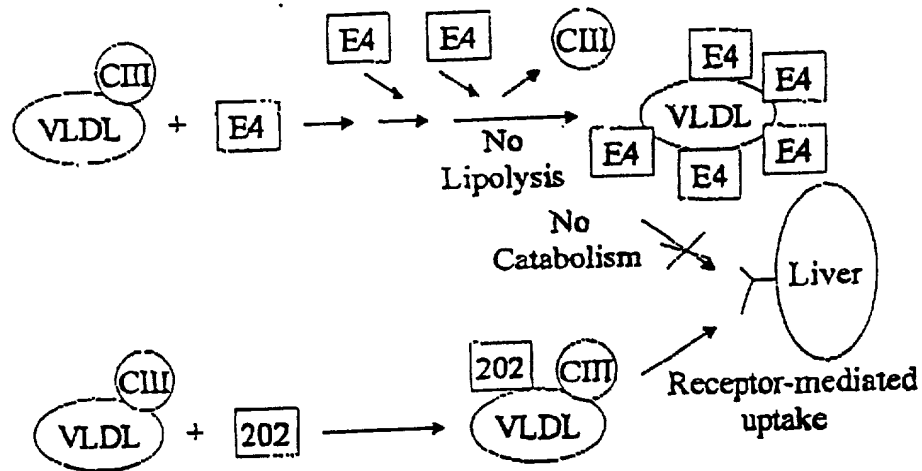 E4 E4 CIII
CIII
VLDL + E4
No
Lipolysis
E4
E4
VLDL
E4
E4
E4
No
Catabolism
Liver
Receptor-mediated
uptake
CIII
VLDL + 202
202 CIII
VLDL